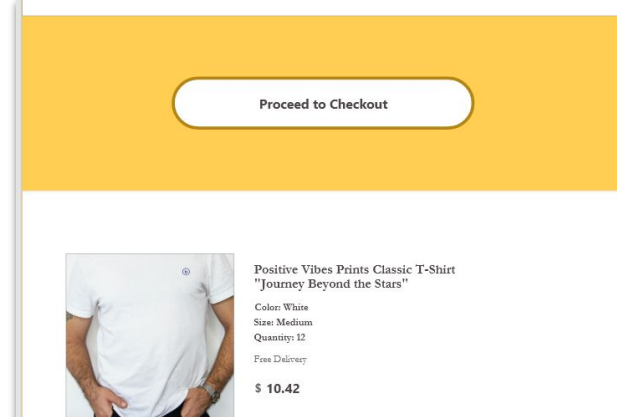 Proceed to Checkout
Positive Vibes Prints Classic T-Shirt
"Journey Beyond the Stars"
Color: White
Size: Medium
Quantity: 12
Free Delivery
$ 10.42